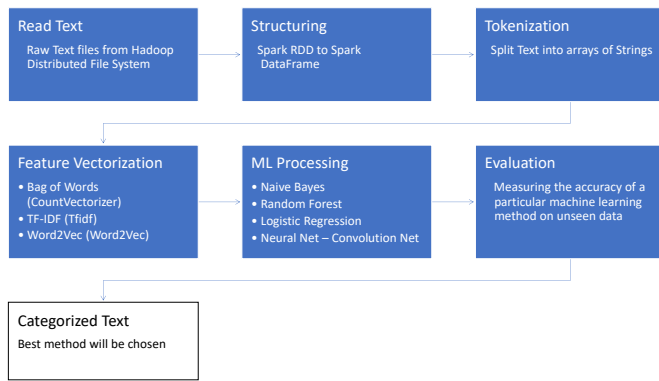 Read Text
Raw Text files from Hadoop
Distributed File System
Structuring
Spark RDD to Spark
DataFrame
Tokenization
Split Text into arrays of Strings
Feature Vectorization
• Bag of Words
(CountVectorizer)
• TF-IDF (Tfidf)
• Word2Vec (Word2Vec)
ML Processing
• Naive Bayes
• Random Forest
• Logistic Regression
• Neural Net – Convolution Net
Evaluation
Measuring the accuracy of a
particular machine learning
method on unseen data
Categorized Text
Best method will be chosen